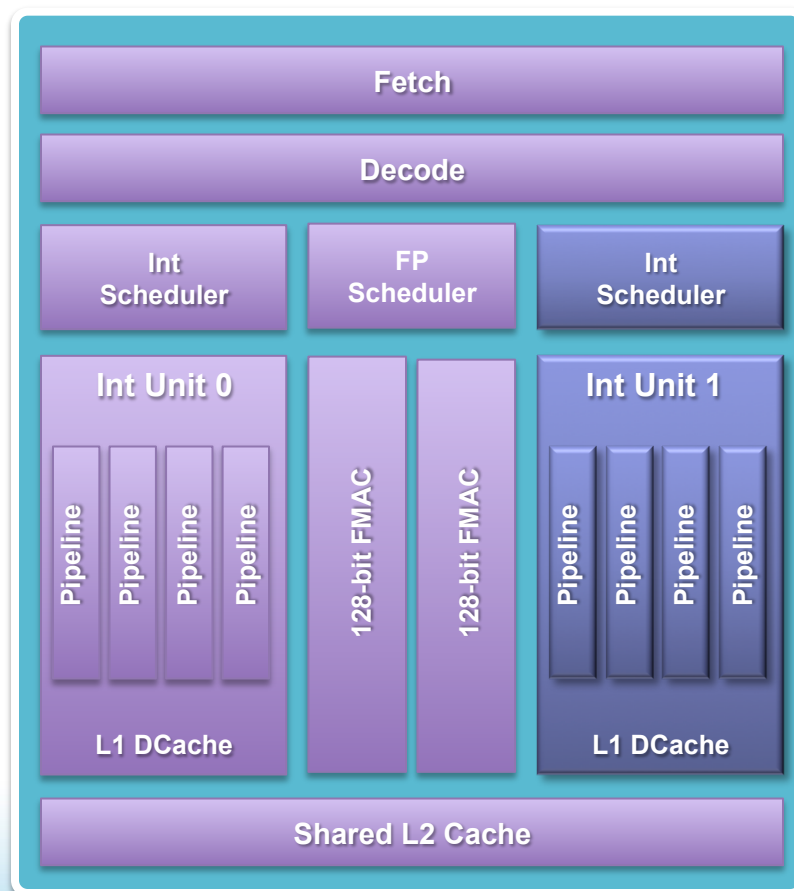 Fetch
Decode
Int
Scheduler
FP
Scheduler
Int
Scheduler
Int Unit 0
Pipeline
Pipeline
Pipeline
Pipeline
L1 DCache
128-bit FMAC
128-bit FMAC
Int Unit 1
Pipeline
Pipeline
Pipeline
Pipeline
L1 DCache
Shared L2 Cache